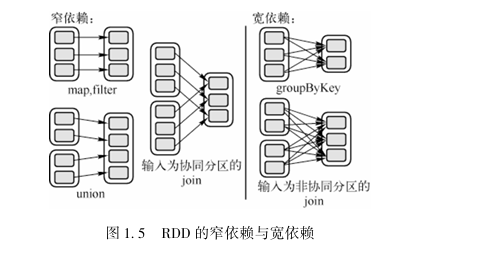 窄依赖：
map,filter
union
输入为协同分区的
join
宽依赖：
groupByKey
输入为非协同分区的
join
图 1.5 RDD 的窄依赖与宽依赖